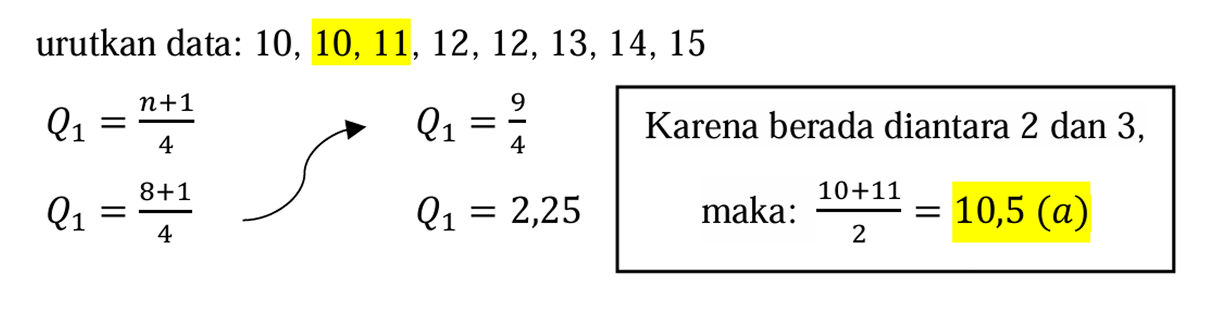 urutkan data: 10, 10, 11, 12, 12, 13, 14, 15
Q₁ = (n+1)/4
Q₁ = (8+1)/4
Q₁ = 9/4
Q₁ = 2,25
Karena berada diantara 2 dan 3,
maka: (10+11)/2 = 10,5 (a)